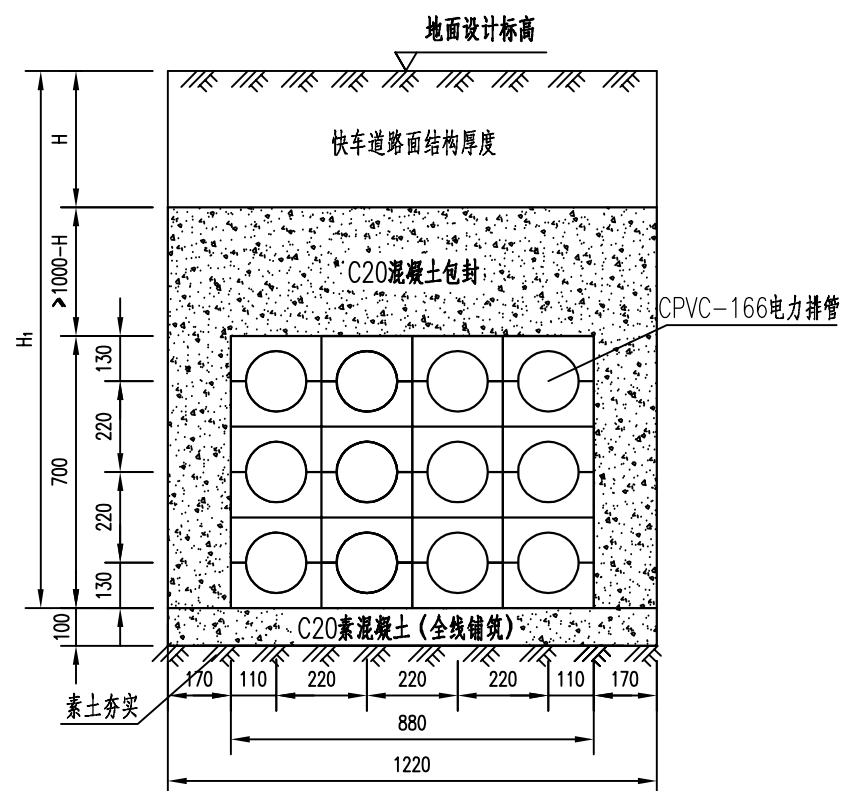 地面设计标高
快车道路面结构厚度
H
>1000-H
C20混凝土包封
CPVC-166电力排管
H1
130
220
700
220
130
100
C20素混凝土(全线铺筑)
素土夯实
170
110
220
220
220
110
170
880
1220